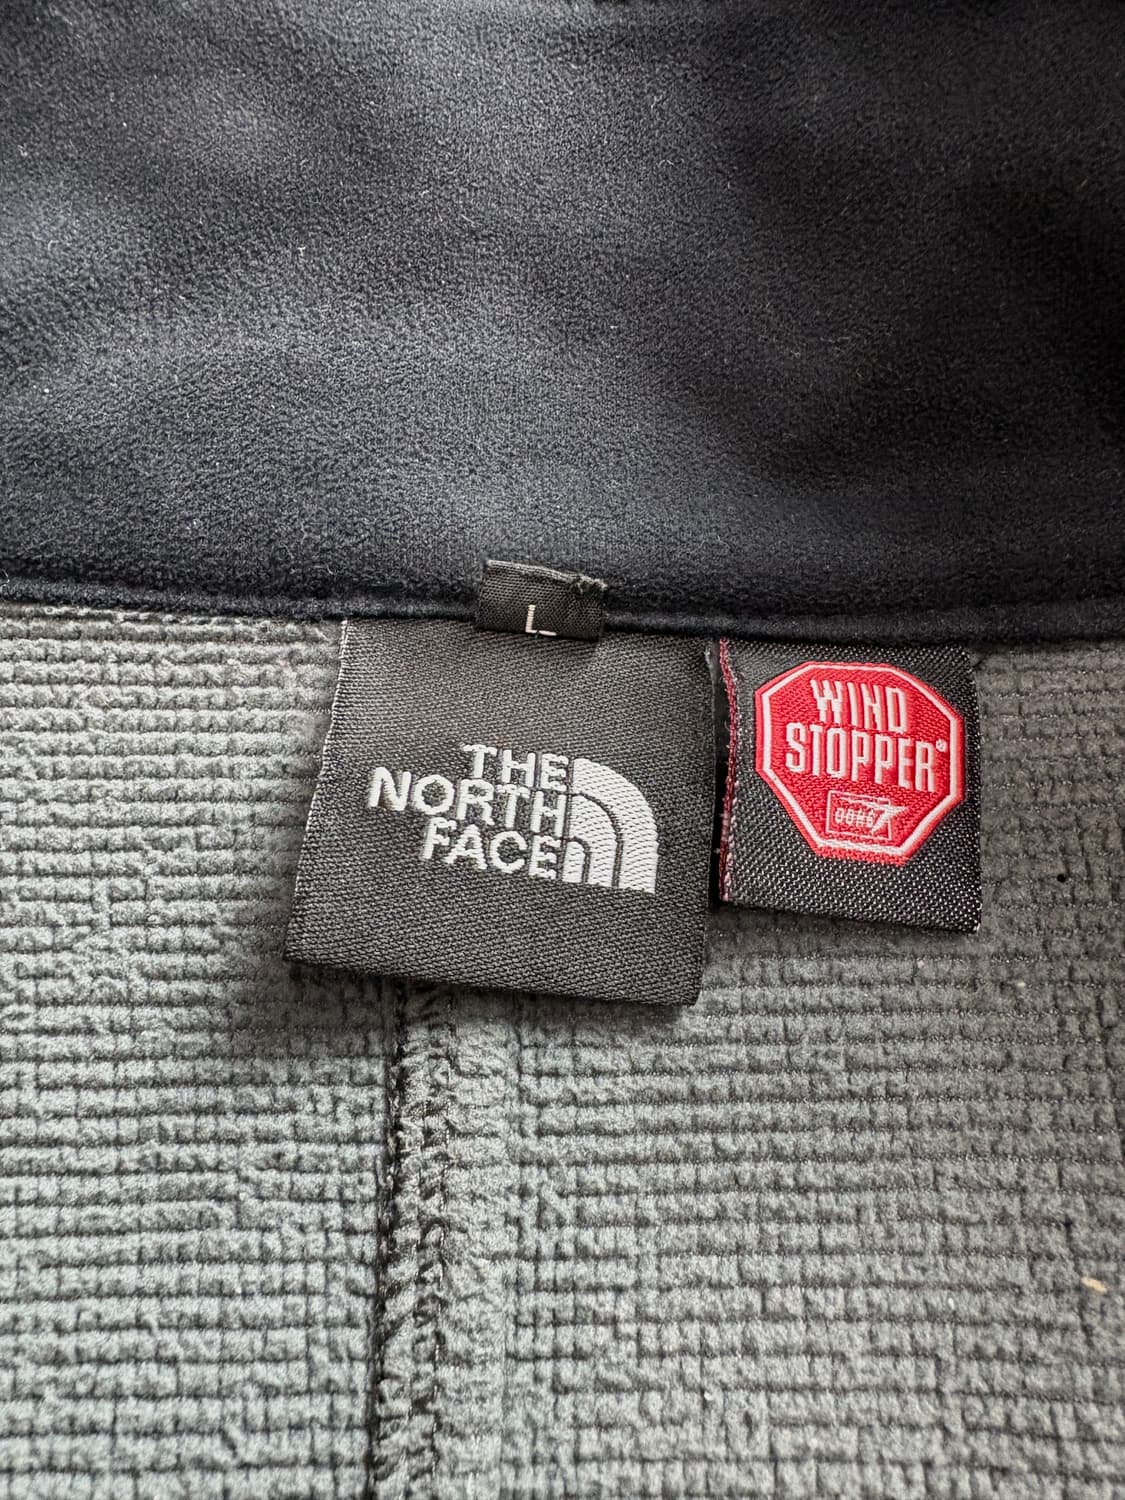 L
THE
NORTH
FACE
WIND
STOPPER®
GORE